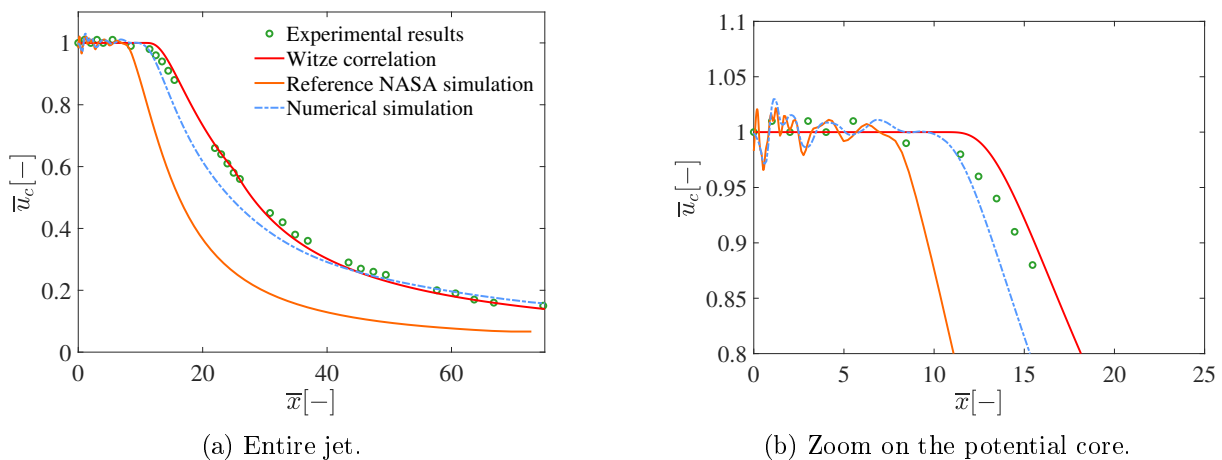 1
0.8
0.6
0.4
0.2
0
u̅c[−]
0
20
40
60
x̅[−]
Experimental results
Witze correlation
Reference NASA simulation
Numerical simulation
(a) Entire jet.
1.1
1.05
1
0.95
0.9
0.85
0.8
u̅c[−]
0
5
10
15
20
25
x̅[−]
(b) Zoom on the potential core.